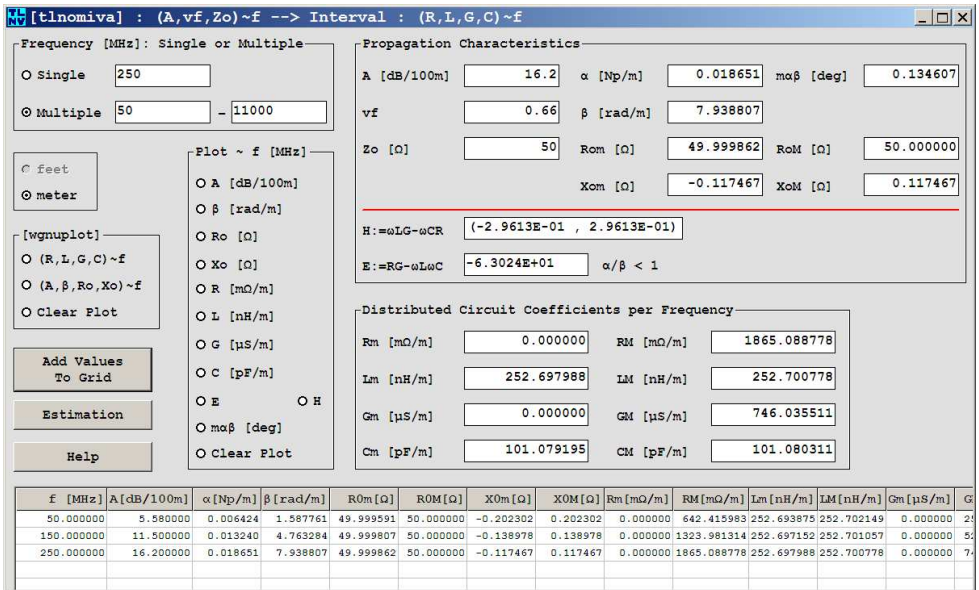 [tlnomiva] : (A,vf,Zo)~f --> Interval : (R,L,G,C)~f
Frequency [MHz]: Single or Multiple
Single 250
Multiple 50 - 11000
feet
meter
[wgnuplot]
(R,L,G,C)~f
(A,β,Ro,Xo)~f
Clear Plot
Add Values
To Grid
Estimation
Help
Plot ~ f [MHz]
A [dB/100m]
β [rad/m]
Ro [Ω]
Xo [Ω]
R [mΩ/m]
L [nH/m]
G [µS/m]
C [pF/m]
E H
mαβ [deg]
Clear Plot
Propagation Characteristics
A [dB/100m] 16.2 α [Np/m] 0.018651 mαβ [deg] 0.134607
vf 0.66 β [rad/m] 7.938807
Zo [Ω] 50 Rom [Ω] 49.999862 RoM [Ω] 50.000000
Xom [Ω] -0.117467 XoM [Ω] 0.117467
H:=ωLG-ωCR (-2.9613E-01 , 2.9613E-01)
E:=RG-ωLωC -6.3024E+01 α/β < 1
Distributed Circuit Coefficients per Frequency
Rm [mΩ/m] 0.000000 RM [mΩ/m] 1865.088778
Lm [nH/m] 252.697988 LM [nH/m] 252.700778
Gm [µS/m] 0.000000 GM [µS/m] 746.035511
Cm [pF/m] 101.079195 CM [pF/m] 101.080311
f [MHz] A[dB/100m] α[Np/m] β[rad/m] R0m[Ω] R0M[Ω] X0m[Ω] X0M[Ω] Rm[mΩ/m] RM[mΩ/m] Lm[nH/m] LM[nH/m] Gm[µS/m]
50.000000 5.580000 0.006424 1.587761 49.999591 50.000000 -0.202302 0.202302 0.000000 642.415983 252.693875 252.702149 0.000000
150.000000 11.500000 0.013240 4.763284 49.999807 50.000000 -0.138978 0.138978 0.000000 1323.981314 252.697152 252.701057 0.000000
250.000000 16.200000 0.018651 7.938807 49.999862 50.000000 -0.117467 0.117467 0.000000 1865.088778 252.697988 252.700778 0.000000